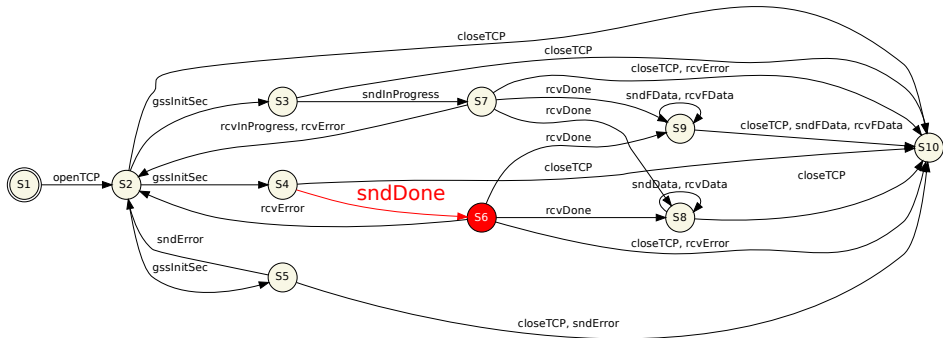 closeTCP
closeTCP
closeTCP, rcvError
rcvDone
sndFData, rcvFData
gssInitSec
S3
sndInProgress
S7
rcvDone
rcvInProgress, rcvError
S9
closeTCP, sndFData, rcvFData
rcvDone
S10
S1
openTCP
S2
gssInitSec
S4
closeTCP
closeTCP
sndDone
sndData, rcvData
rcvError
S6
rcvDone
S8
sndError
closeTCP, rcvError
gssInitSec
S5
closeTCP, sndError